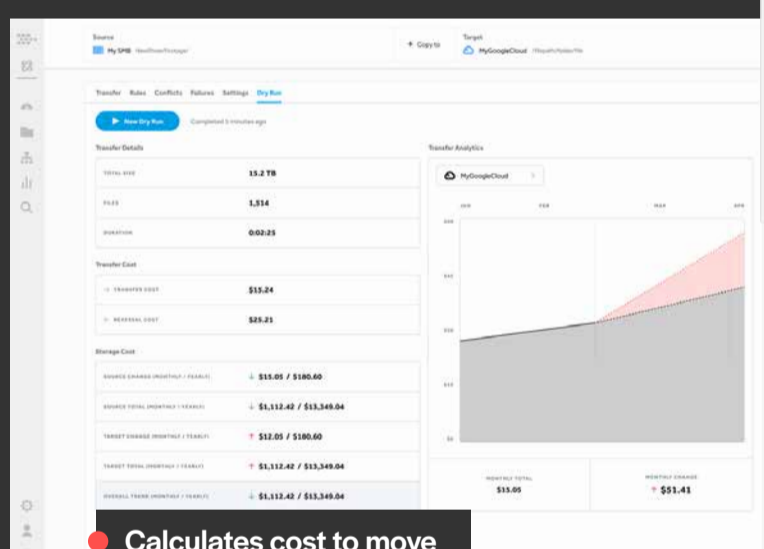 Source
My SMB
Copy to
Target
MyGoogleCloud
Transfer Rules Conflicts Failures Settings Dry Run
New Dry Run Completed 3 minutes ago
Transfer Details
TOTAL SIZE 15.2 TB
FILES 1,514
DURATION 0:02:25
Transfer Cost
TRANSFER COST $15.24
REVERSAL COST $25.21
Storage Cost
SOURCE CHANGE (MONTHLY / YEARLY) ↓ $15.05 / $180.60
SOURCE TOTAL (MONTHLY / YEARLY) ↓ $1,112.42 / $13,349.04
TARGET CHANGE (MONTHLY / YEARLY) ↑ $12.05 / $180.60
TARGET TOTAL (MONTHLY / YEARLY) ↑ $1,112.42 / $13,349.04
OVERALL TREND (MONTHLY / YEARLY) ↓ $1,112.42 / $13,349.04
Transfer Analytics
MyGoogleCloud
FEB MAR APR
$0
MONTHLY TOTAL
$15.05
MONTHLY CHANGE
↑ $51.41
Calculates cost to move